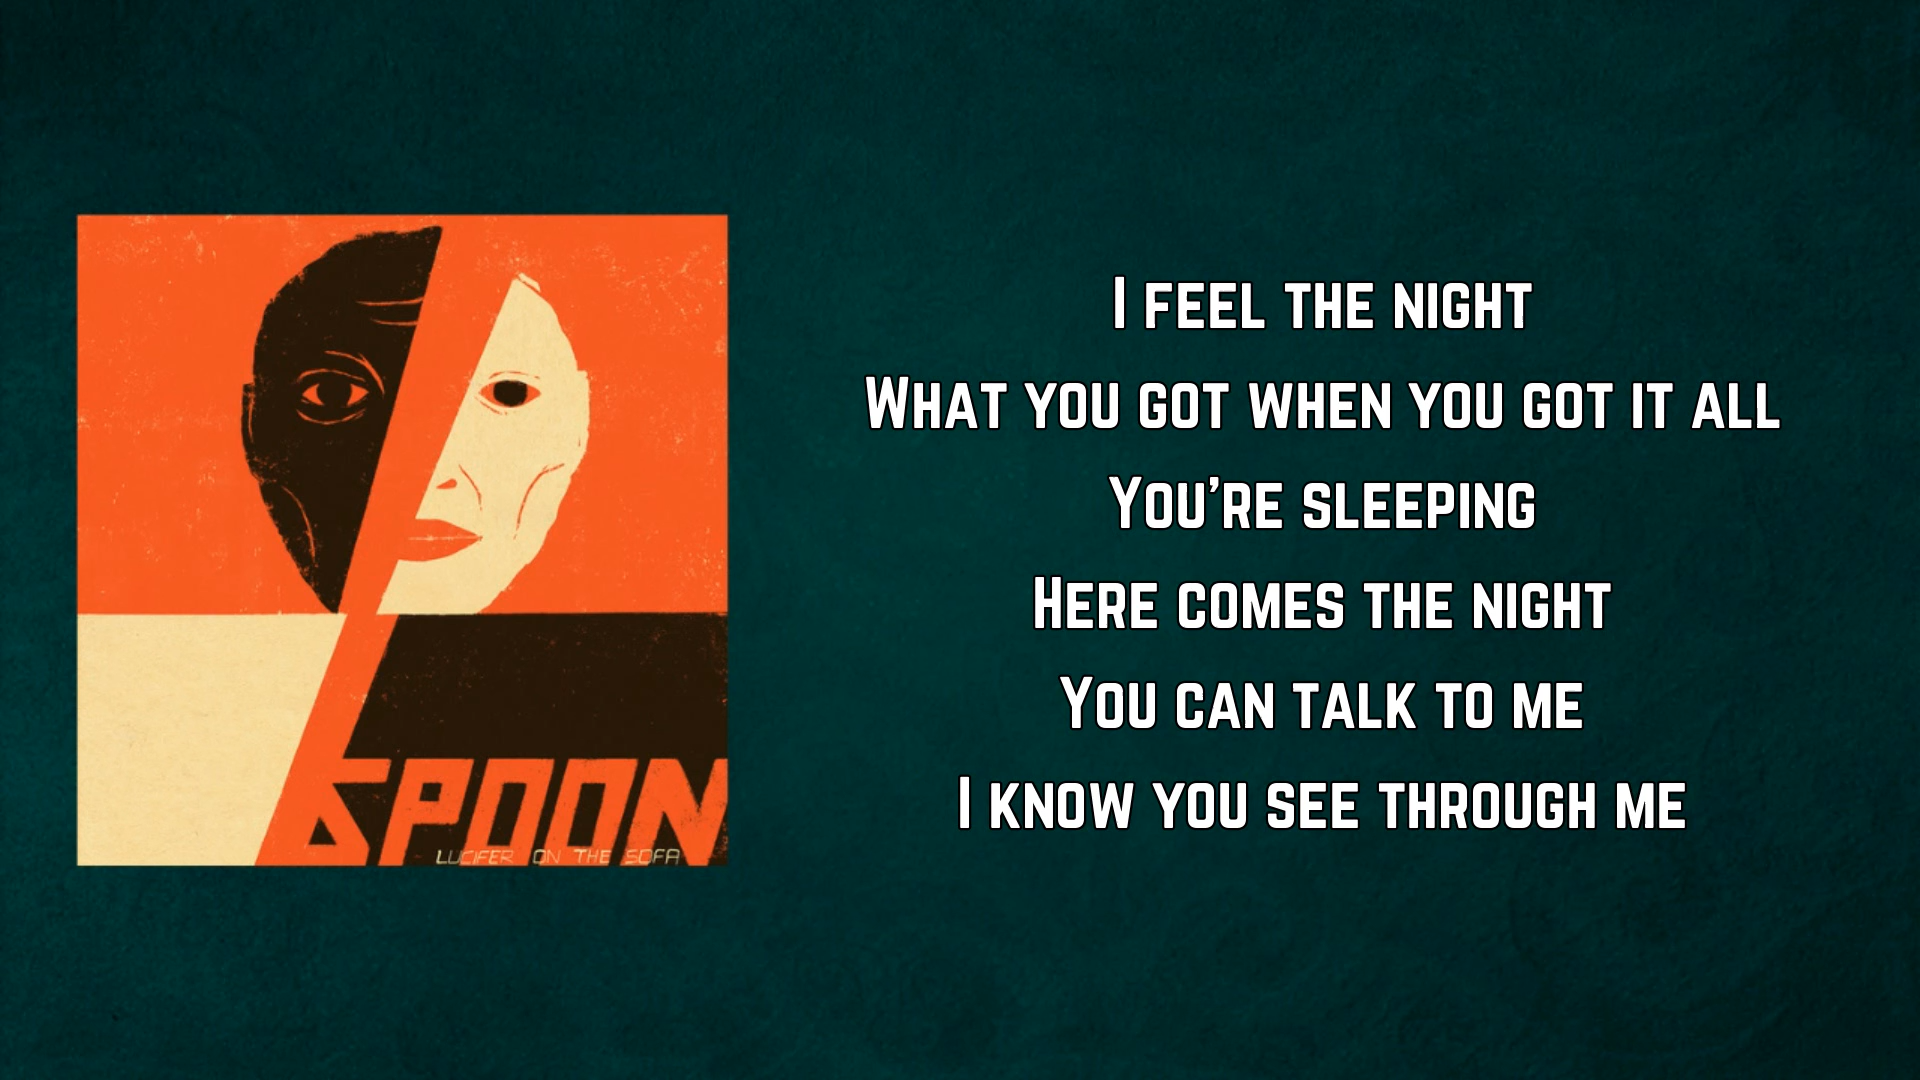 SPOON
LUCIFER ON THE SOFA
I FEEL THE NIGHT
WHAT YOU GOT WHEN YOU GOT IT ALL
YOU'RE SLEEPING
HERE COMES THE NIGHT
YOU CAN TALK TO ME
I KNOW YOU SEE THROUGH ME